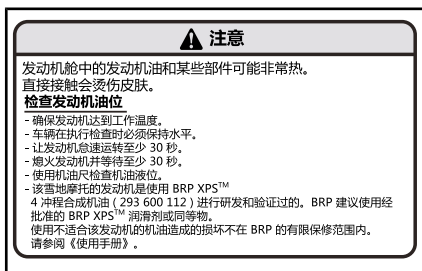 注意
发动机舱中的发动机油和某些部件可能非常热。
直接接触会烫伤皮肤。
检查发动机油位
- 确保发动机达到工作温度。
- 车辆在执行检查时必须保持水平。
- 让发动机怠速运转至少 30 秒。
- 熄火发动机并等待至少 30 秒。
- 使用机油尺检查机油液位。
- 该雪地摩托的发动机是使用 BRP XPS™
4 冲程合成机油 ( 293 600 112 ) 进行研发和验证过的。BRP 建议使用经
批准的 BRP XPS™ 润滑剂或同等物。
使用不适合该发动机的机油造成的损坏不在 BRP 的有限保修范围内。
请参阅《使用手册》。